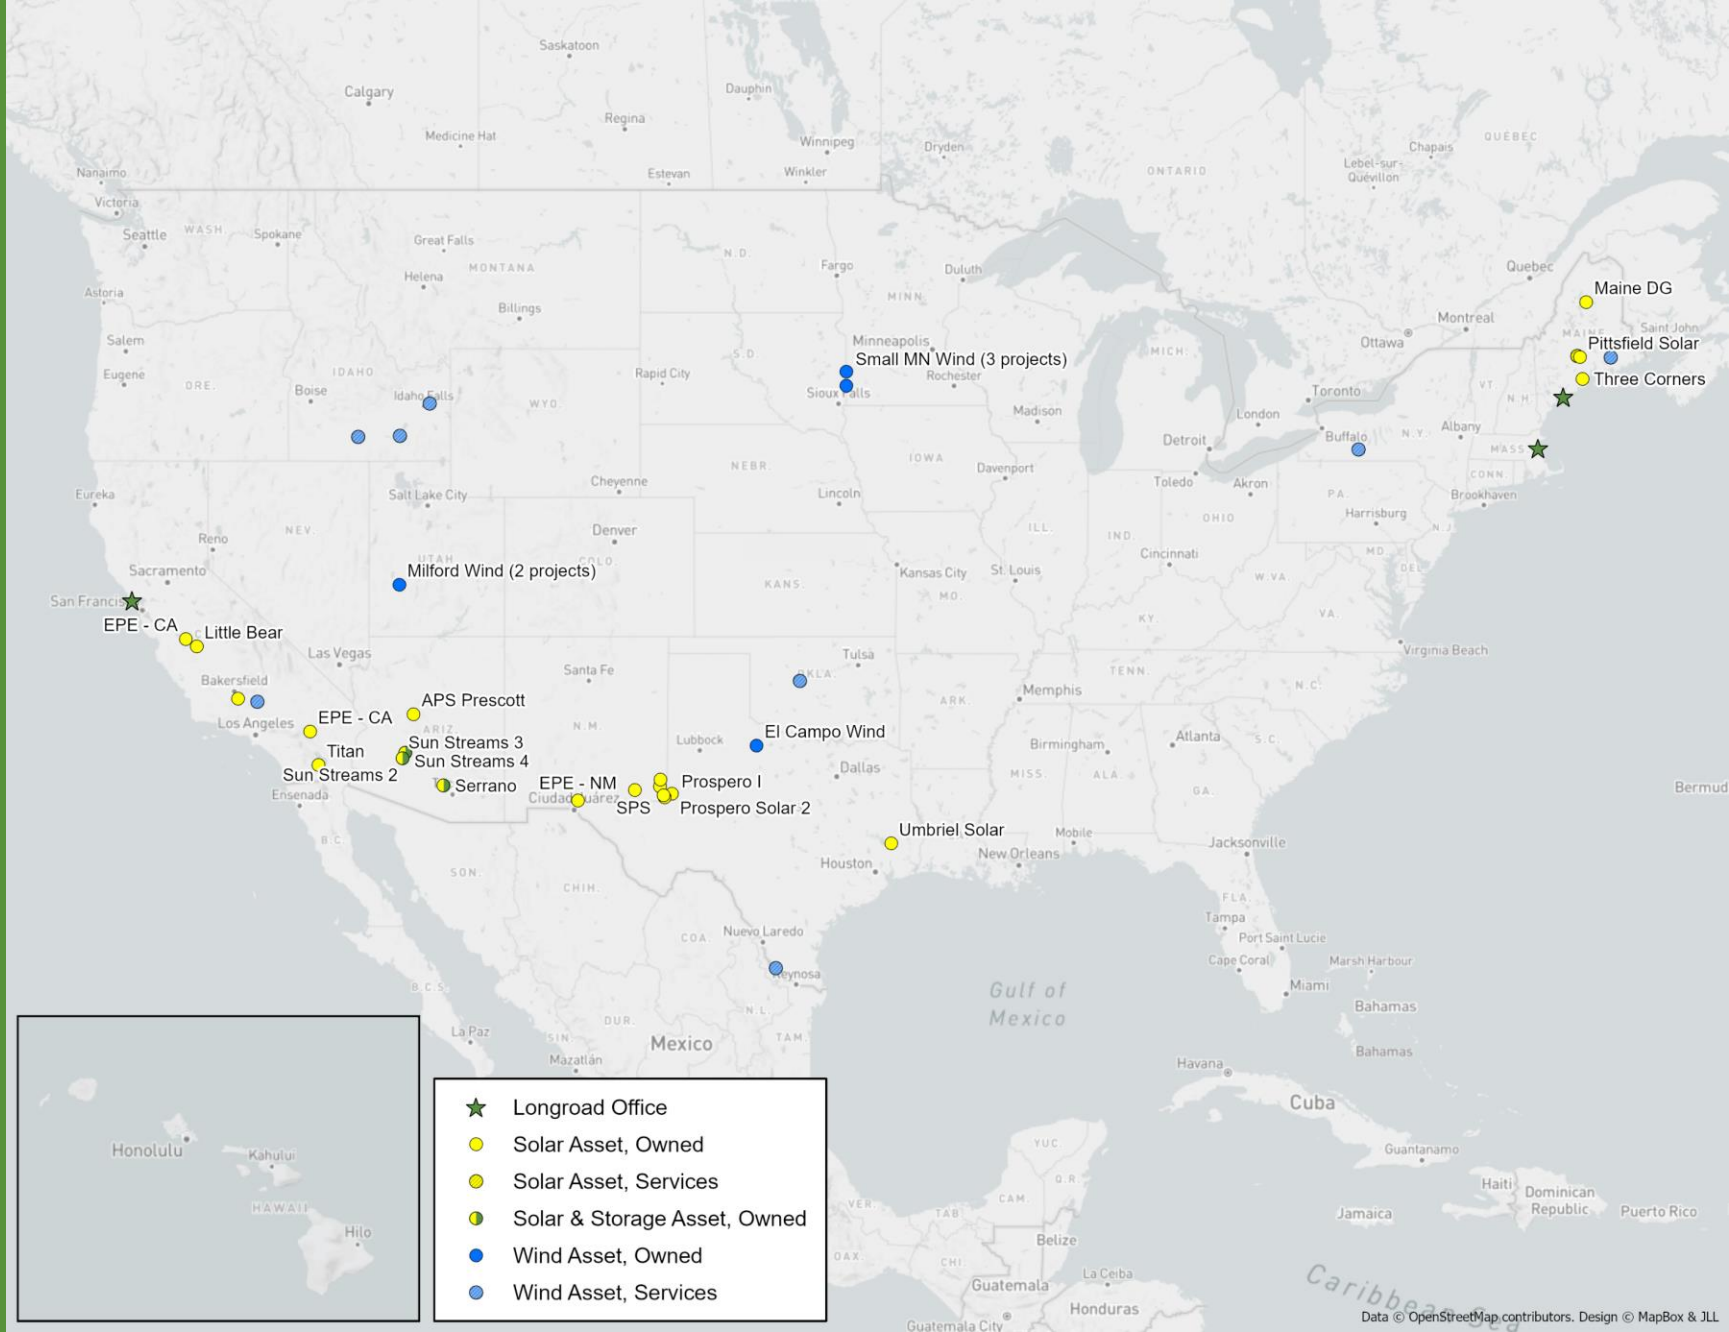 Saskatoon
Calgary
Dauphin
Regina
Medicine Hat
Winnipeg
Dryden
Chapais
QUÉBEC
Lebel-sur-
Quévillon
ONTARIO
Nanaimo
Estevan
Winkler
Victoria
Seattle
WASH
Spokane
Great Falls
MONTANA
Helena
N.D.
Fargo
Duluth
Quebec
Maine DG
Astoria
Billings
MINN
Montreal
Saint John
MAINE
Salem
Minneapolis
Ottawa
Pittsfield Solar
Small MN Wind (3 projects)
MICH.
S.D.
Eugene
ORE.
IDAHO
Boise
Idaho Falls
WYO.
Rapid City
Rochester
Three Corners
VT
N.H.
Sioux Falls
Toronto
Madison
London
Albany
Detroit
Buffalo
N.Y.
MASS
IOWA
NEBR.
Davenport
CONN.
Toledo
Akron
Brookhaven
Eureka
Salt Lake City
Cheyenne
Lincoln
PA.
Harrisburg
NEV.
Denver
ILL.
IND.
OHIO
N.J.
Reno
UTAH
COLO.
Cincinnati
MD
DEL
Sacramento
Milford Wind (2 projects)
KANS.
Kansas City
St. Louis
W.VA.
MO.
San Francis
EPE - CA
Little Bear
KY.
VA.
Las Vegas
Tulsa
Virginia Beach
Santa Fe
OKLA.
TENN.
Bakersfield
APS Prescott
Memphis
N.C.
ARK.
Los Angeles
EPE - CA
ARIZ.
N.M.
Lubbock
El Campo Wind
Titan
Sun Streams 3
Sun Streams 4
Birmingham
Atlanta
S.C.
Sun Streams 2
Serrano
EPE - NM
Prospero I
Dallas
MISS.
ALA.
GA.
Ensenada
Ciudad Juárez
SPS
Prospero Solar 2
Bermud
B.C.
Umbriel Solar
Mobile
Jacksonville
Houston
New Orleans
SON.
CHIH.
FLA.
Tampa
Nuevo Laredo
COA.
Port Saint Lucie
Cape Coral
Marsh Harbour
Reynosa
B.C.S.
Gulf of
Mexico
Miami
Bahamas
N.L.
DUR.
La Paz
SIN.
Mexico
TAM.
Bahamas
Mazatlán
Havana
Cuba
Longroad Office
Solar Asset, Owned
Solar Asset, Services
Solar & Storage Asset, Owned
Wind Asset, Owned
Wind Asset, Services
Honolulu
Kahului
HAWAII
Hilo
YUC.
Guantanamo
Q.R.
Haiti
Dominican
Republic
Puerto Rico
VER.
CAM.
TAB.
Jamaica
Belize
OAX.
CHI.
La Ceiba
Guatemala
Honduras
Guatemala City
Caribbean Sea
Data © OpenStreetMap contributors. Design © MapBox & JLL